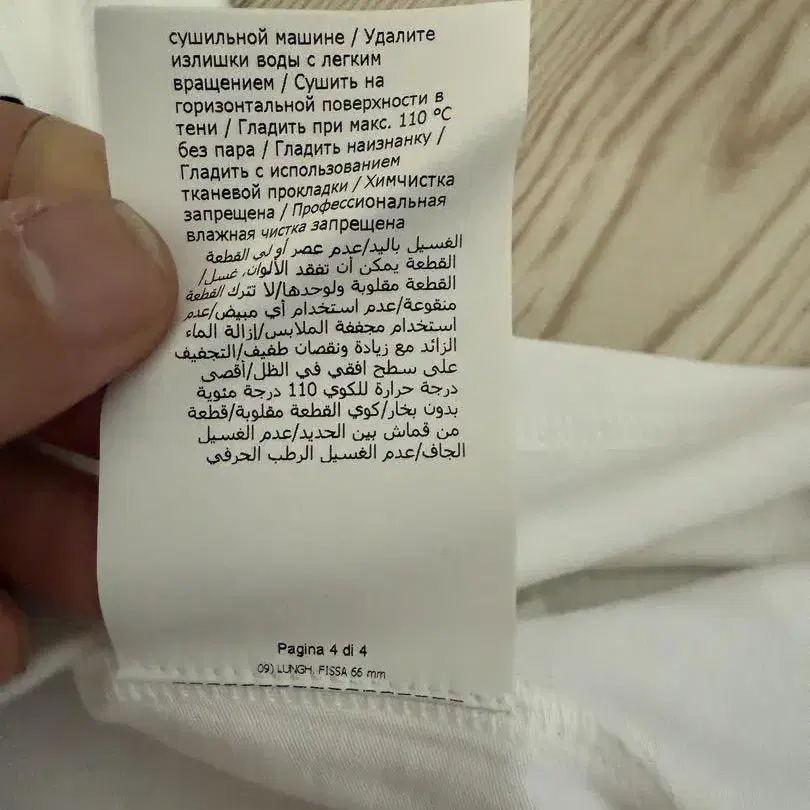 сушильной машине / Удалите
излишки воды с легким
вращением / Сушить на
горизонтальной поверхности в
тени / Гладить при макс. 110 °C
без пара / Гладить наизнанку /
Гладить с использованием
тканевой прокладки / Химчистка
запрещена / Профессиональная
влажная чистка запрещена
الغسيل باليد/عدم عصر أو لي القطعة
القطعة يمكن أن تفقد الألوان، غسل/
القطعة مقلوبة ولوحدها/لا تترك القطعة
منقوعة/عدم استخدام أي مبيض/عدم
استخدام مجففة الملابس/إزالة الماء
الزائد مع زيادة ونقصان طفيف/التجفيف
على سطح افقي في الظل/أقصى
درجة حرارة للكوي 110 درجة مئوية
بدون بخار/كوي القطعة مقلوبة/قطعة
من قماش بين الحديد/عدم الغسيل
الجاف/عدم الغسيل الرطب الحرفي
Pagina 4 di 4
09) LUNGH. FISSA 66 mm